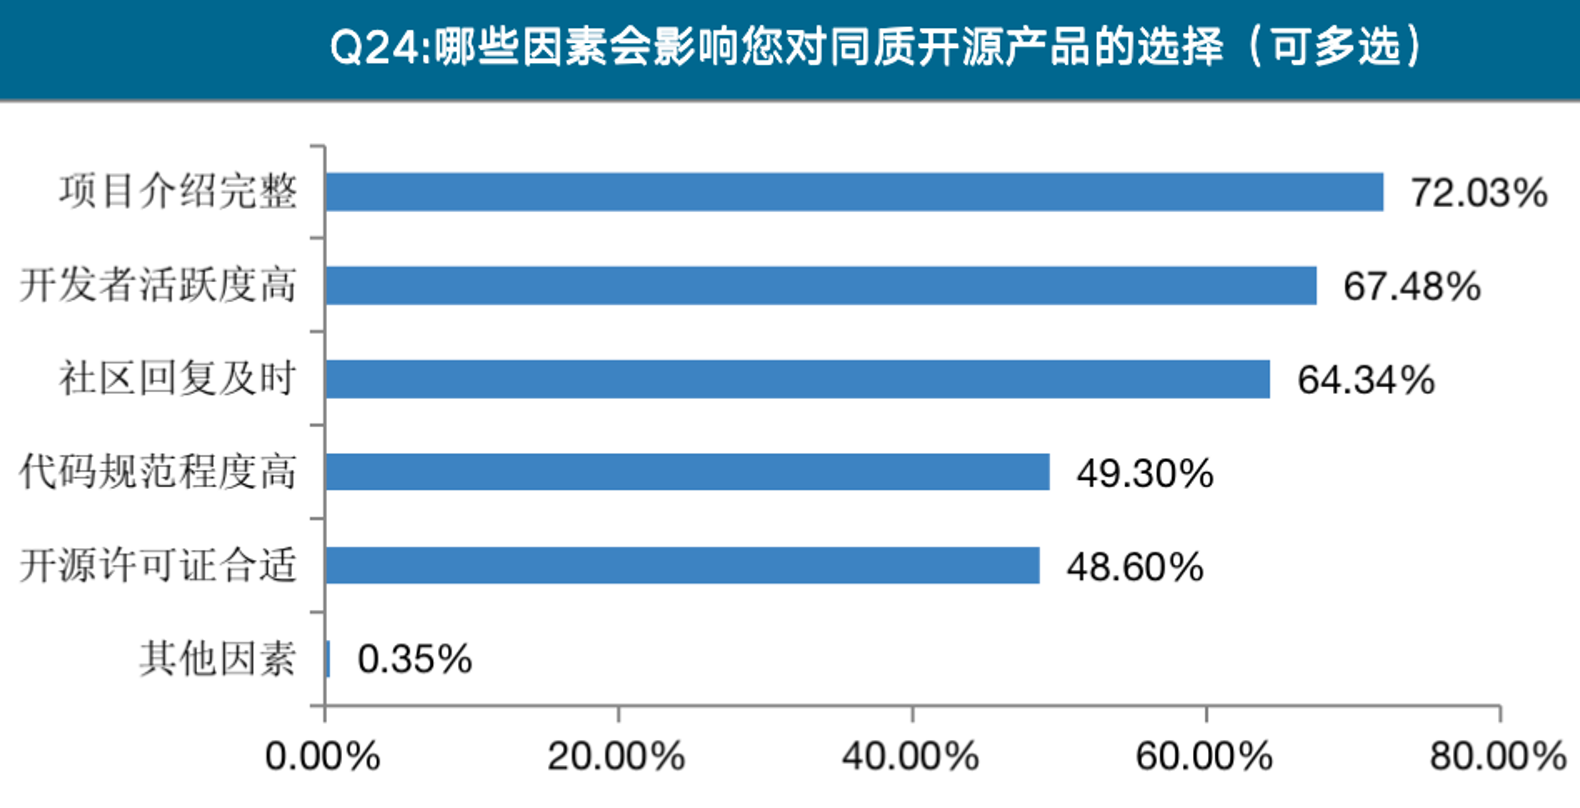 Q24:哪些因素会影响您对同质开源产品的选择（可多选）
项目介绍完整 72.03%
开发者活跃度高 67.48%
社区回复及时 64.34%
代码规范程度高 49.30%
开源许可证合适 48.60%
其他因素 0.35%
0.00% 20.00% 40.00% 60.00% 80.00%